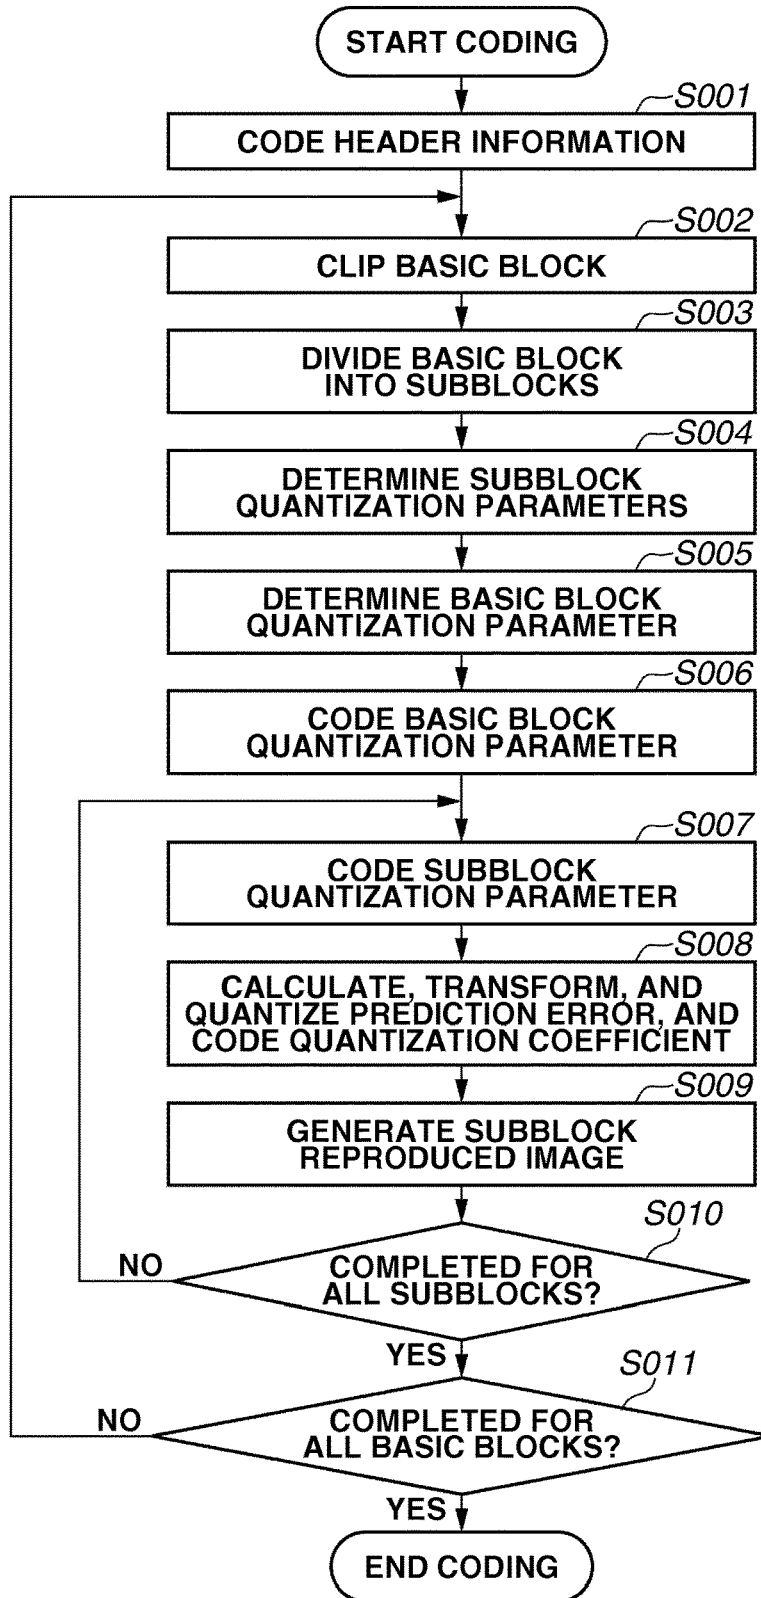 START CODING
S001
CODE HEADER INFORMATION
S002
CLIP BASIC BLOCK
S003
DIVIDE BASIC BLOCK
INTO SUBBLOCKS
S004
DETERMINE SUBBLOCK
QUANTIZATION PARAMETERS
S005
DETERMINE BASIC BLOCK
QUANTIZATION PARAMETER
S006
CODE BASIC BLOCK
QUANTIZATION PARAMETER
S007
CODE SUBBLOCK
QUANTIZATION PARAMETER
S008
CALCULATE, TRANSFORM, AND
QUANTIZE PREDICTION ERROR, AND
CODE QUANTIZATION COEFFICIENT
S009
GENERATE SUBBLOCK
REPRODUCED IMAGE
S010
NO
COMPLETED FOR
ALL SUBBLOCKS?
YES
S011
NO
COMPLETED FOR
ALL BASIC BLOCKS?
YES
END CODING